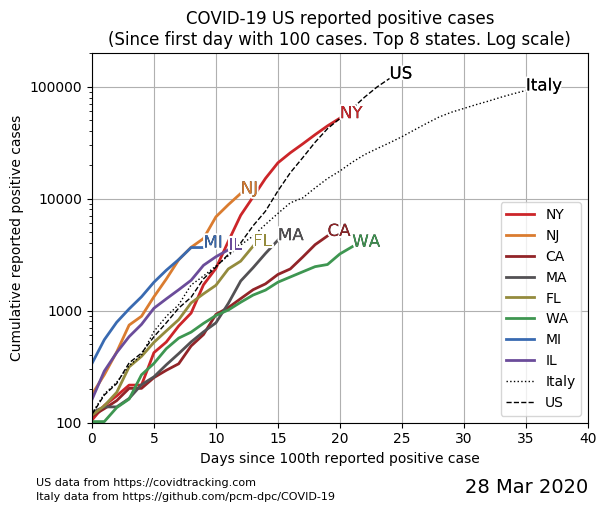 COVID-19 US reported positive cases
(Since first day with 100 cases. Top 8 states. Log scale)
Cumulative reported positive cases
100000
10000
1000
100
US
Italy
NY
NJ
MI
IL
FL
MA
CA
WA
NY
NJ
CA
MA
FL
WA
MI
IL
Italy
US
0 5 10 15 20 25 30 35 40
Days since 100th reported positive case
US data from https://covidtracking.com
Italy data from https://github.com/pcm-dpc/COVID-19
28 Mar 2020